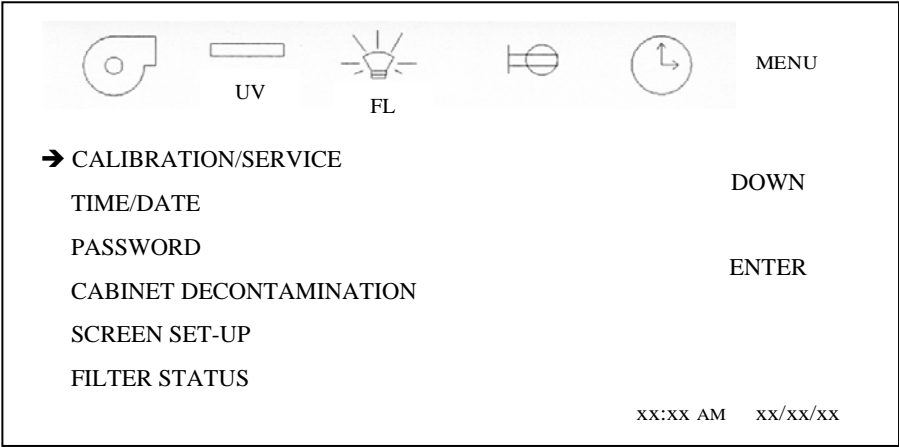 MENU
UV
FL
➔ CALIBRATION/SERVICE
DOWN
TIME/DATE
PASSWORD
ENTER
CABINET DECONTAMINATION
SCREEN SET-UP
FILTER STATUS
xx:xx AM xx/xx/xx